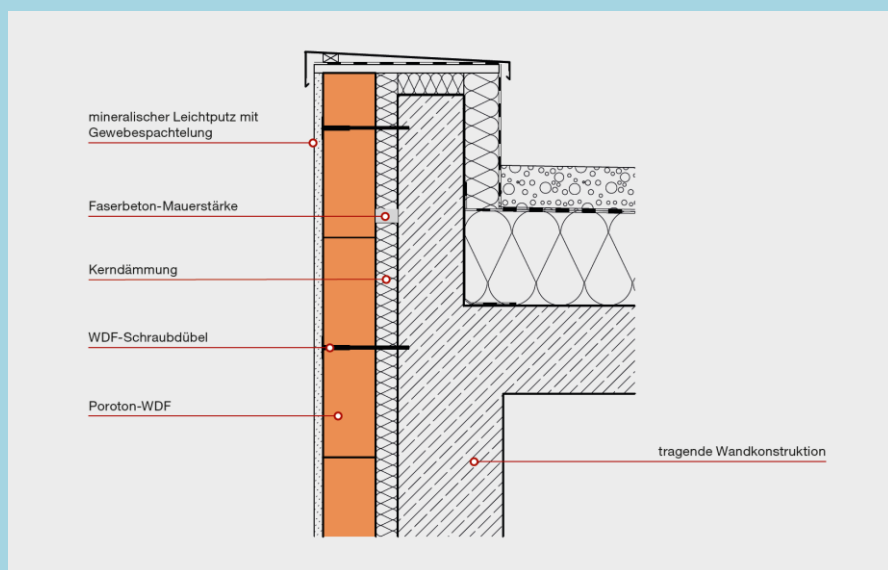 mineralischer Leichtputz mit
Gewebespachtelung
Faserbeton-Mauerstärke
Kerndämmung
WDF-Schraubdübel
Poroton-WDF
tragende Wandkonstruktion